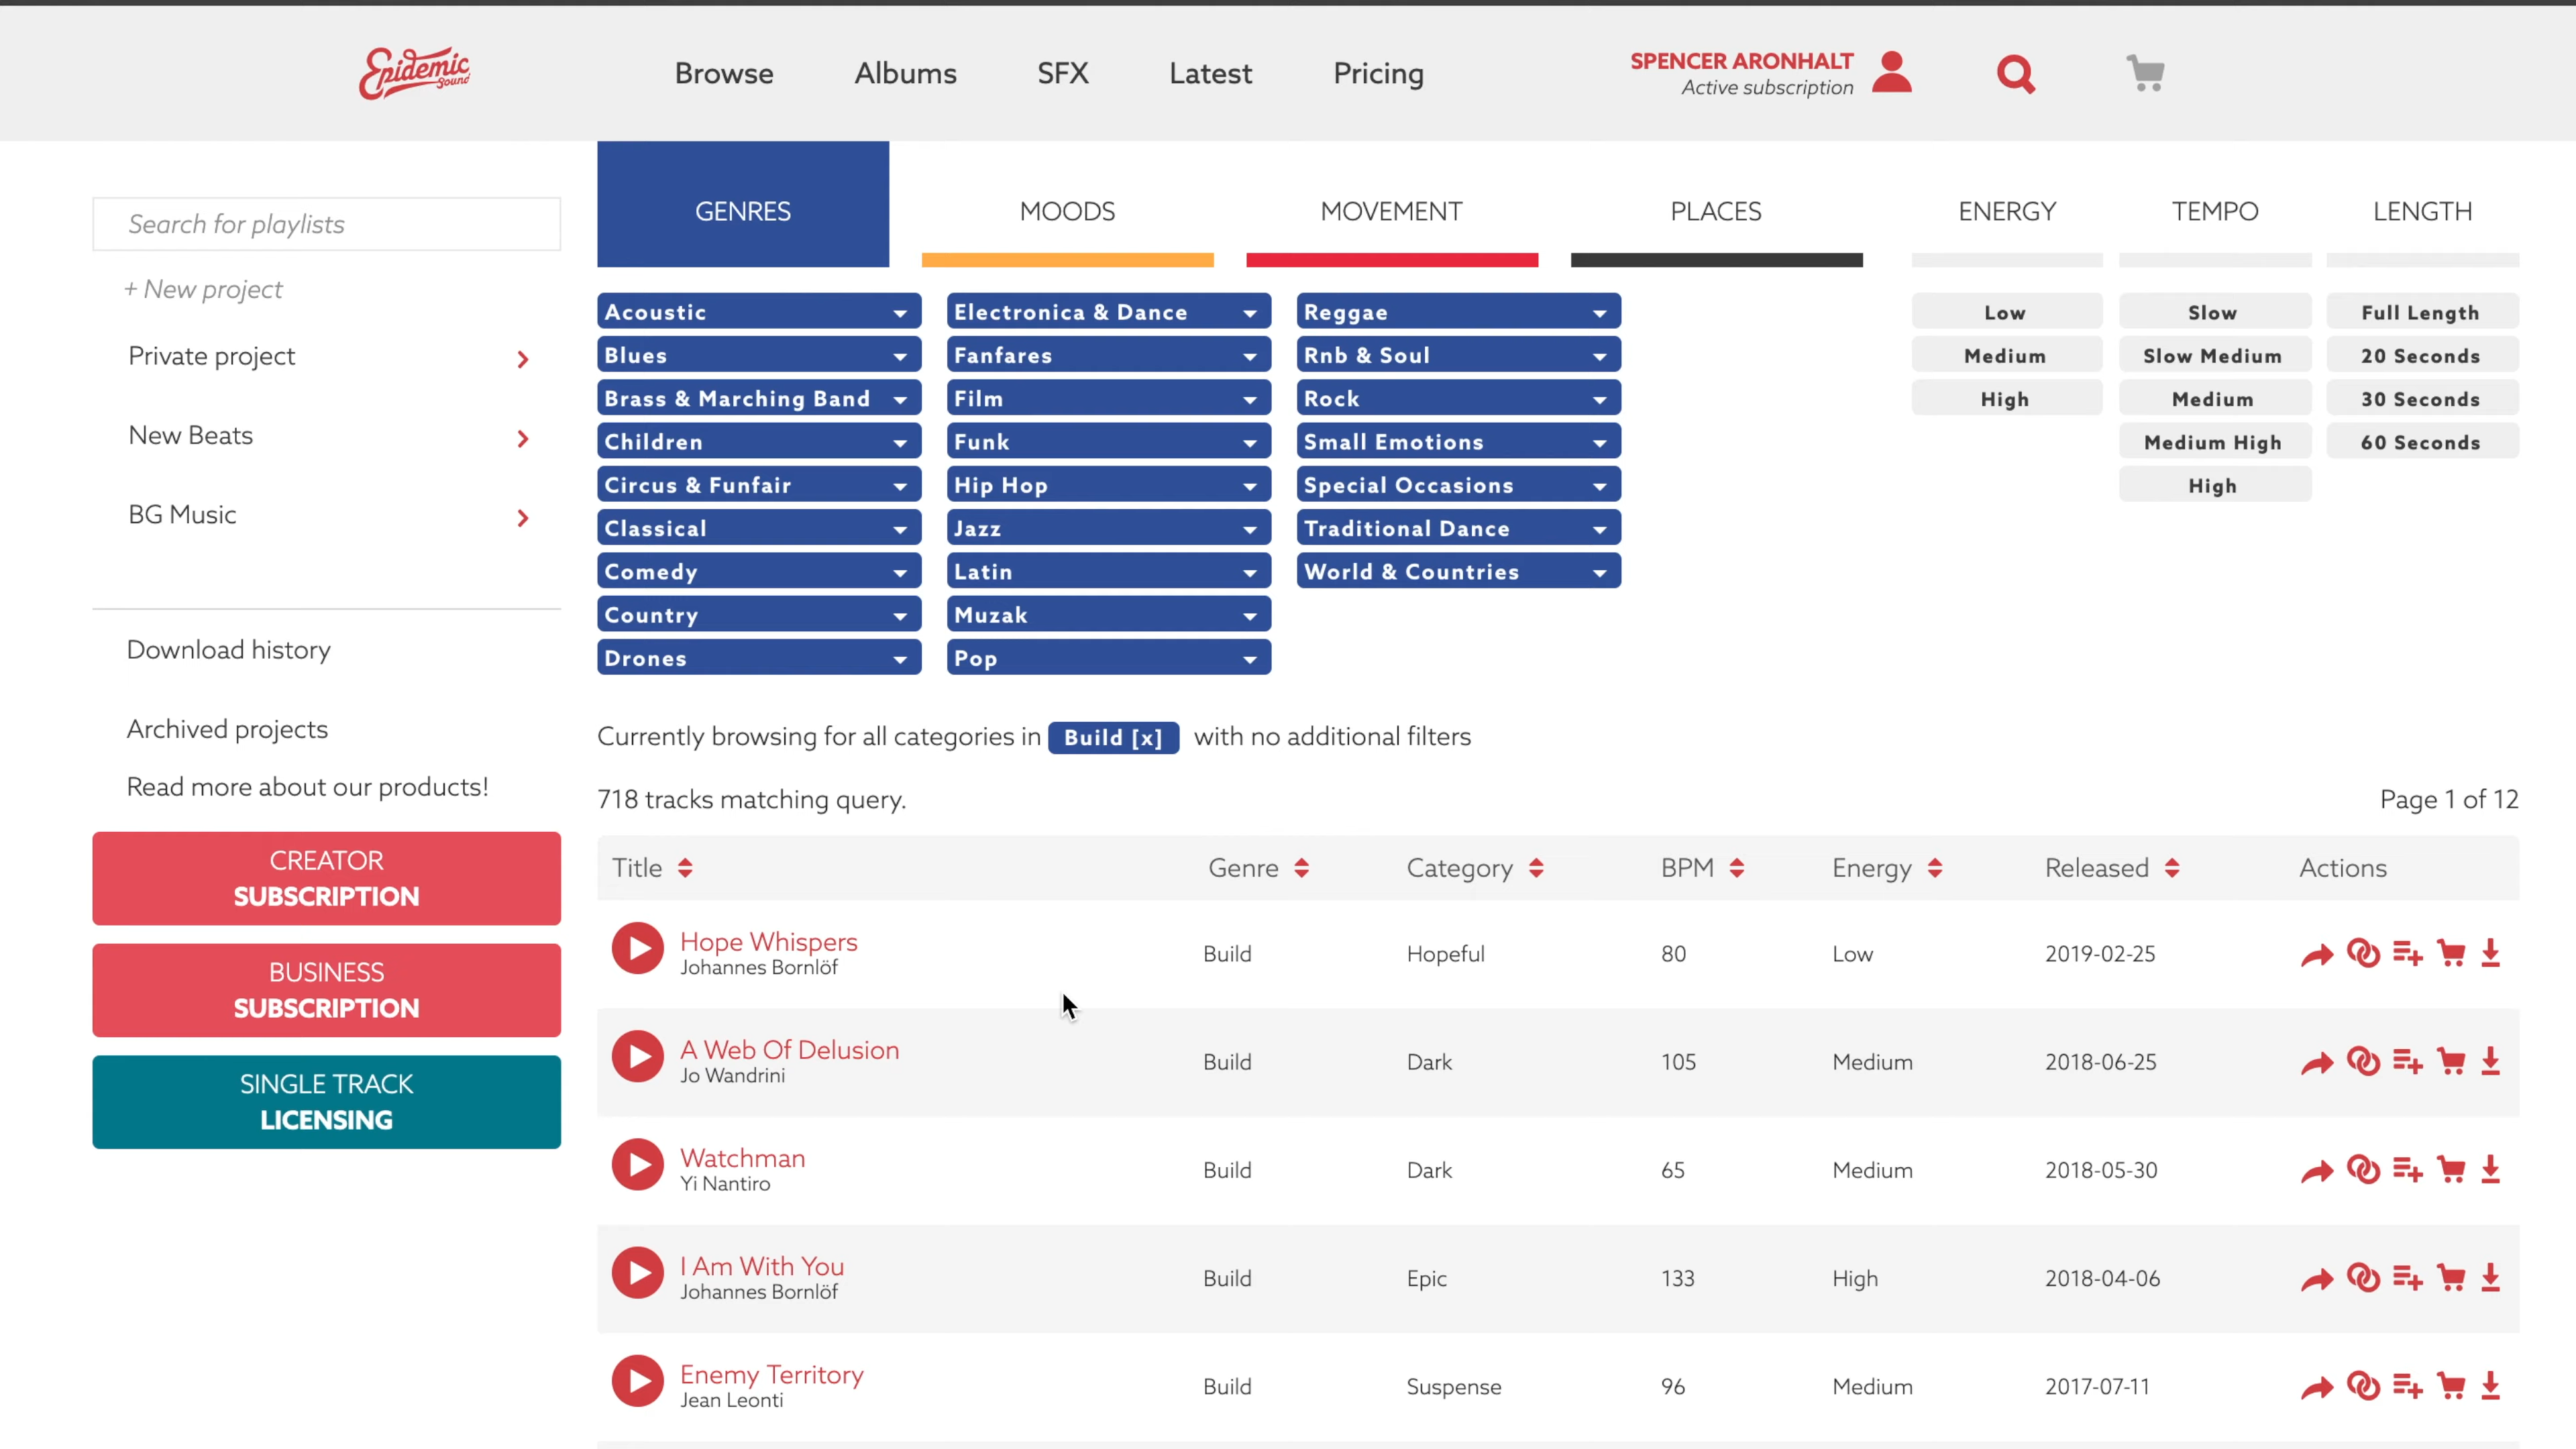 Epidemic Sound
Browse Albums SFX Latest Pricing
SPENCER ARONHALT
Active subscription
Search for playlists
+ New project
Private project
New Beats
BG Music
Download history
Archived projects
Read more about our products!
CREATOR
SUBSCRIPTION
BUSINESS
SUBSCRIPTION
SINGLE TRACK
LICENSING
GENRES MOODS MOVEMENT PLACES ENERGY TEMPO LENGTH
Acoustic Electronica & Dance Reggae Low Slow Full Length
Blues Fanfares Rnb & Soul Medium Slow Medium 20 Seconds
Brass & Marching Band Film Rock High Medium 30 Seconds
Children Funk Small Emotions Medium High 60 Seconds
Circus & Funfair Hip Hop Special Occasions High
Classical Jazz Traditional Dance
Comedy Latin World & Countries
Country Muzak
Drones Pop
Currently browsing for all categories in Build [x] with no additional filters
718 tracks matching query. Page 1 of 12
Title Genre Category BPM Energy Released Actions
Hope Whispers
Johannes Bornlöf
Build Hopeful 80 Low 2019-02-25
A Web Of Delusion
Jo Wandrini
Build Dark 105 Medium 2018-06-25
Watchman
Yi Nantiro
Build Dark 65 Medium 2018-05-30
I Am With You
Johannes Bornlöf
Build Epic 133 High 2018-04-06
Enemy Territory
Jean Leonti
Build Suspense 96 Medium 2017-07-11